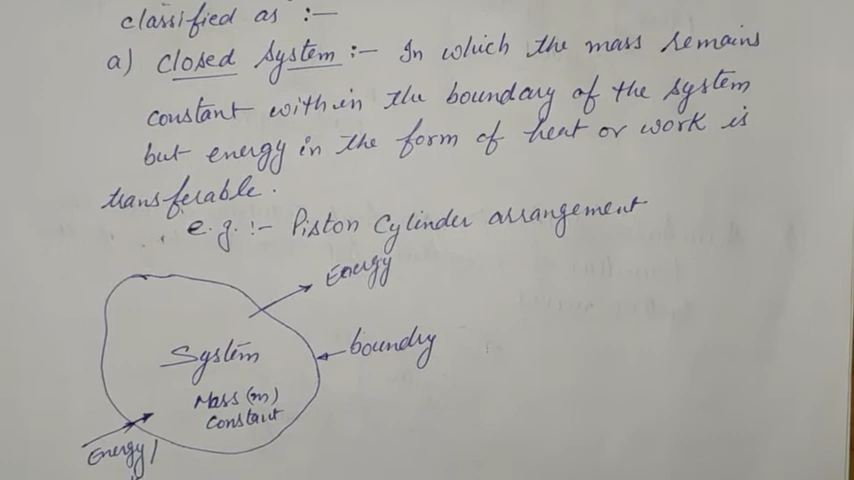 classified as :-
a) Closed System :- In which the mass remains
constant within the boundary of the system
but energy in the form of heat or work is
transferable.
e.g. :- Piston Cylinder arrangement
Energy
boundry
System
Mass (m)
Constant
Energy